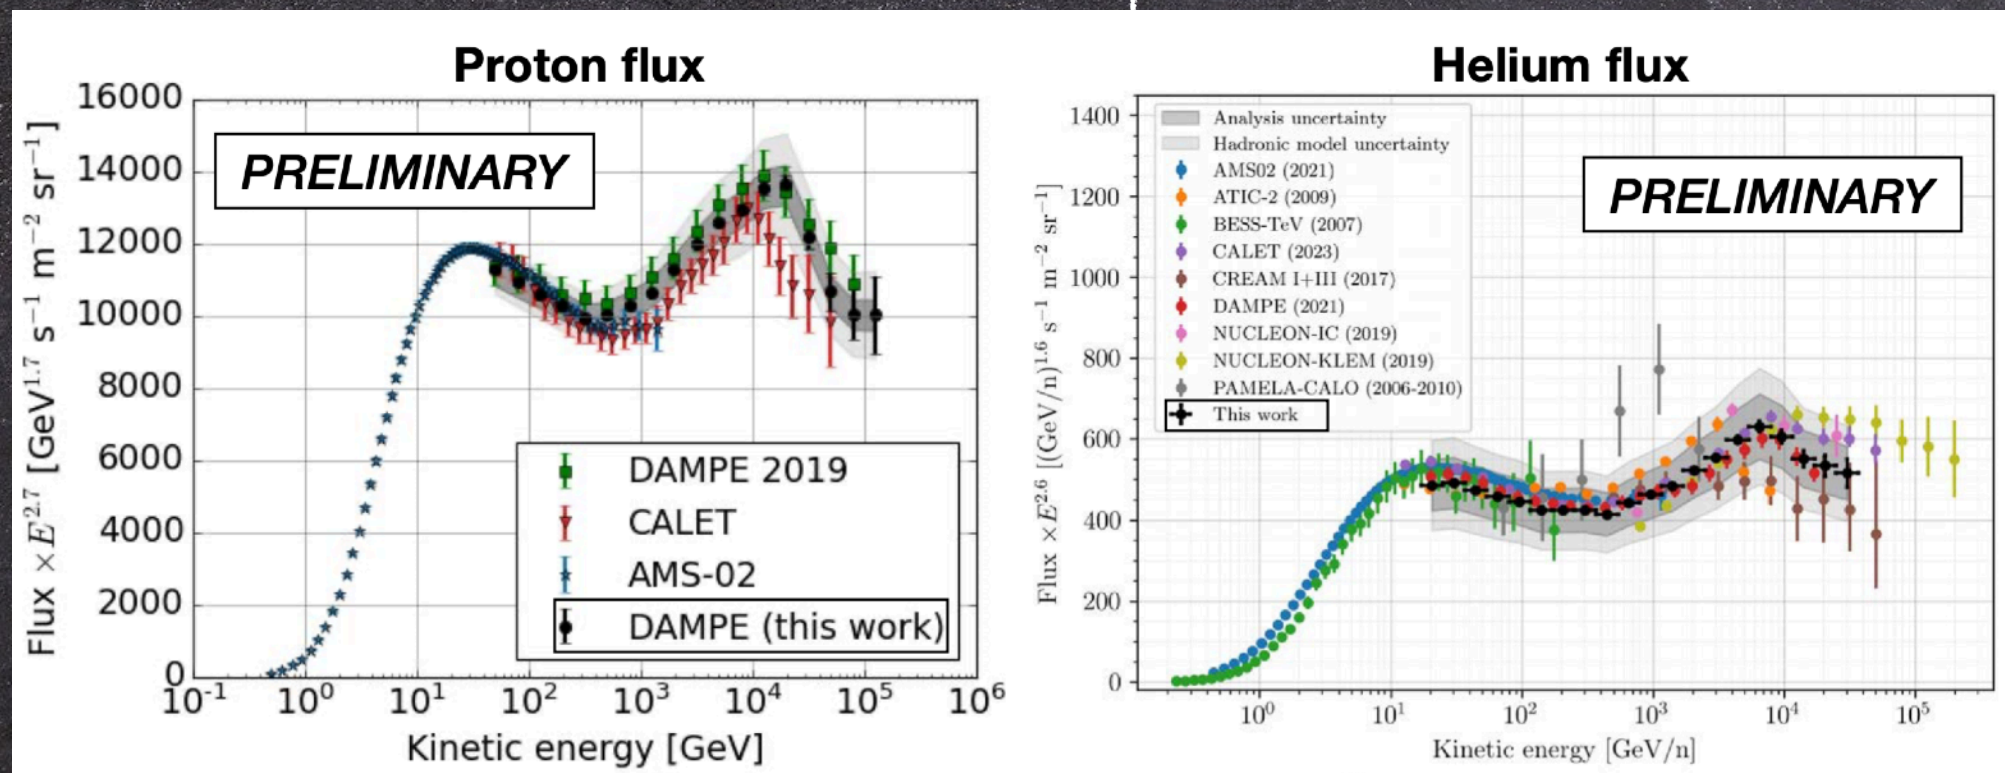 Proton flux
16000
14000
12000
10000
8000
6000
4000
2000
0
Flux ×E^{2.7} [GeV^{1.7} s^{−1} m^{−2} sr^{−1}]
PRELIMINARY
DAMPE 2019
CALET
AMS-02
DAMPE (this work)
10^{-1} 10^{0} 10^{1} 10^{2} 10^{3} 10^{4} 10^{5} 10^{6}
Kinetic energy [GeV]
Helium flux
1400
1200
1000
800
600
400
200
0
Flux ×E^{2.6} [(GeV/n)^{1.6} s^{−1} m^{−2} sr^{−1}]
Analysis uncertainty
Hadronic model uncertainty
AMS02 (2021)
ATIC-2 (2009)
BESS-TeV (2007)
CALET (2023)
CREAM I+III (2017)
DAMPE (2021)
NUCLEON-IC (2019)
NUCLEON-KLEM (2019)
PAMELA-CALO (2006-2010)
This work
PRELIMINARY
10^{0} 10^{1} 10^{2} 10^{3} 10^{4} 10^{5}
Kinetic energy [GeV/n]